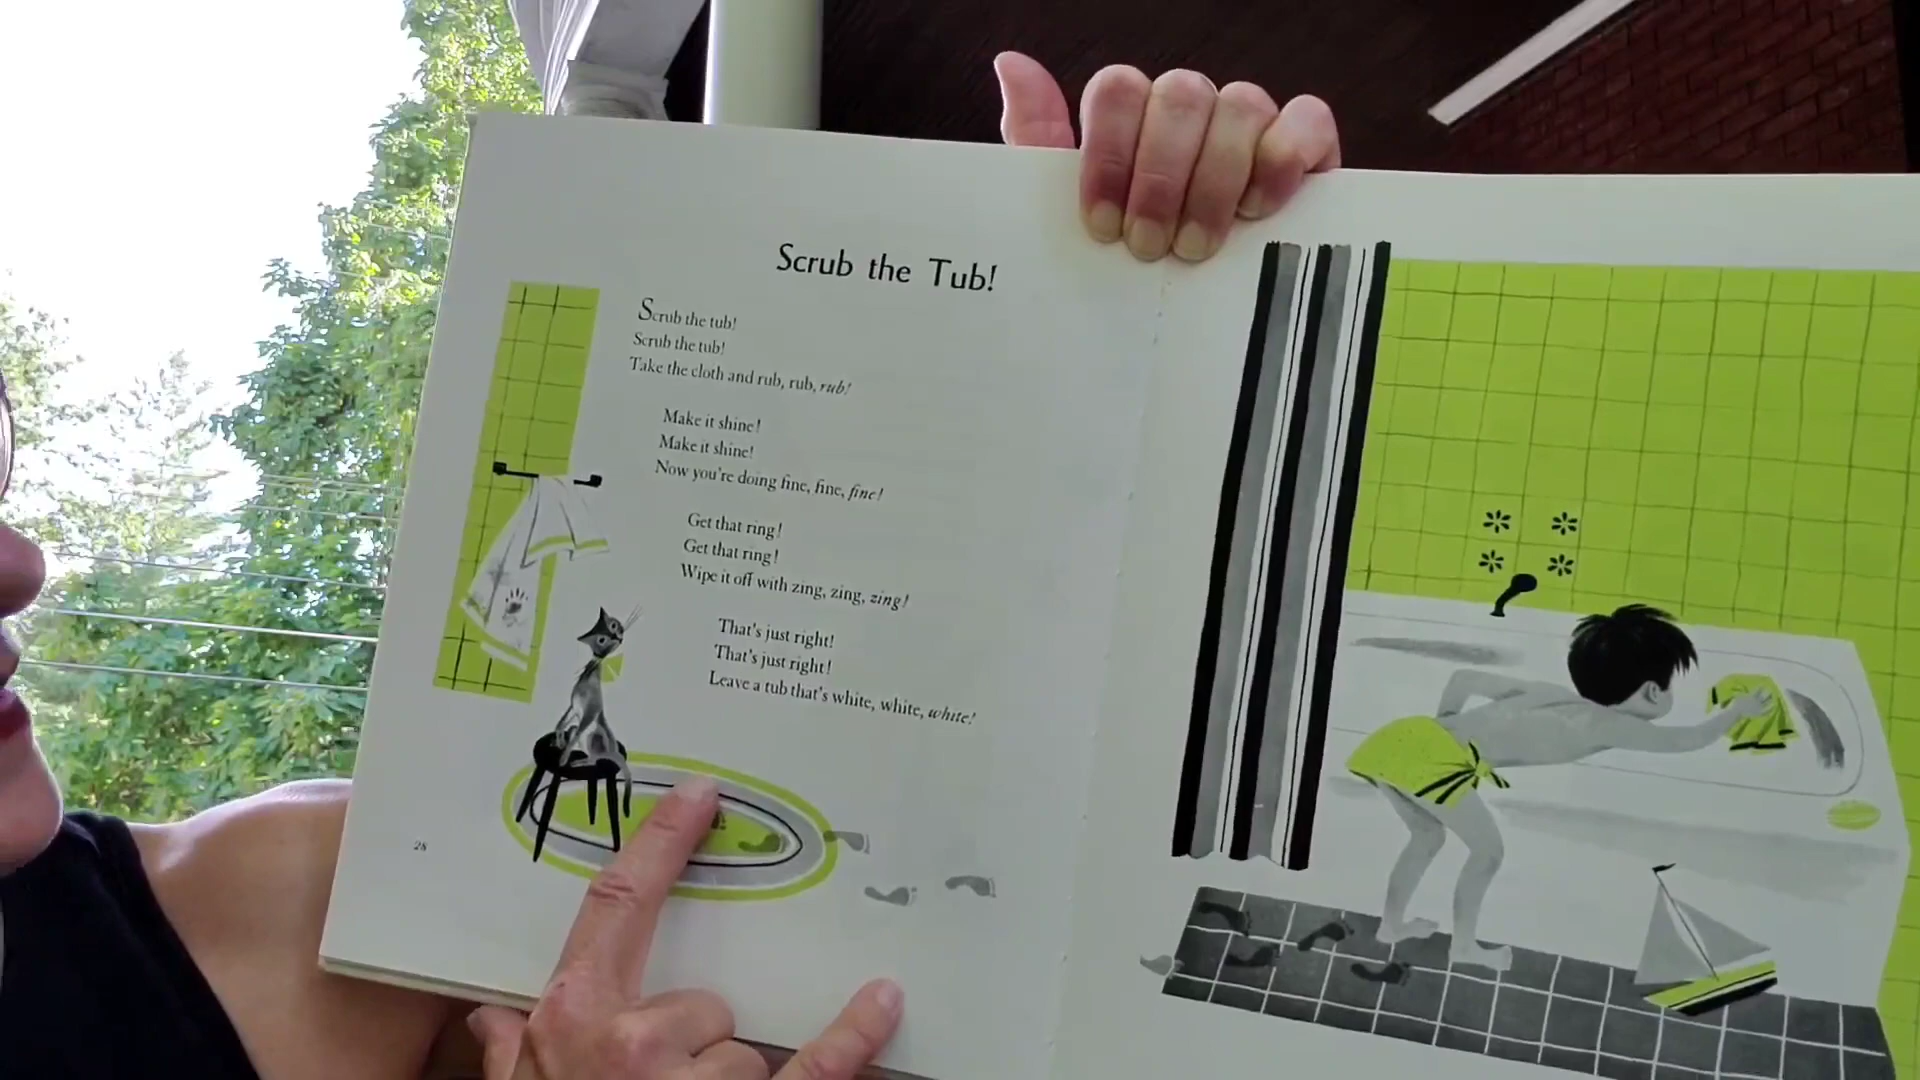 Scrub the Tub!
Scrub the tub!
Scrub the tub!
Take the cloth and rub, rub, rub!
Make it shine!
Make it shine!
Now you're doing fine, fine, fine!
Get that ring!
Get that ring!
Wipe it off with zing, zing, zing!
That's just right!
That's just right!
Leave a tub that's white, white, white!
28